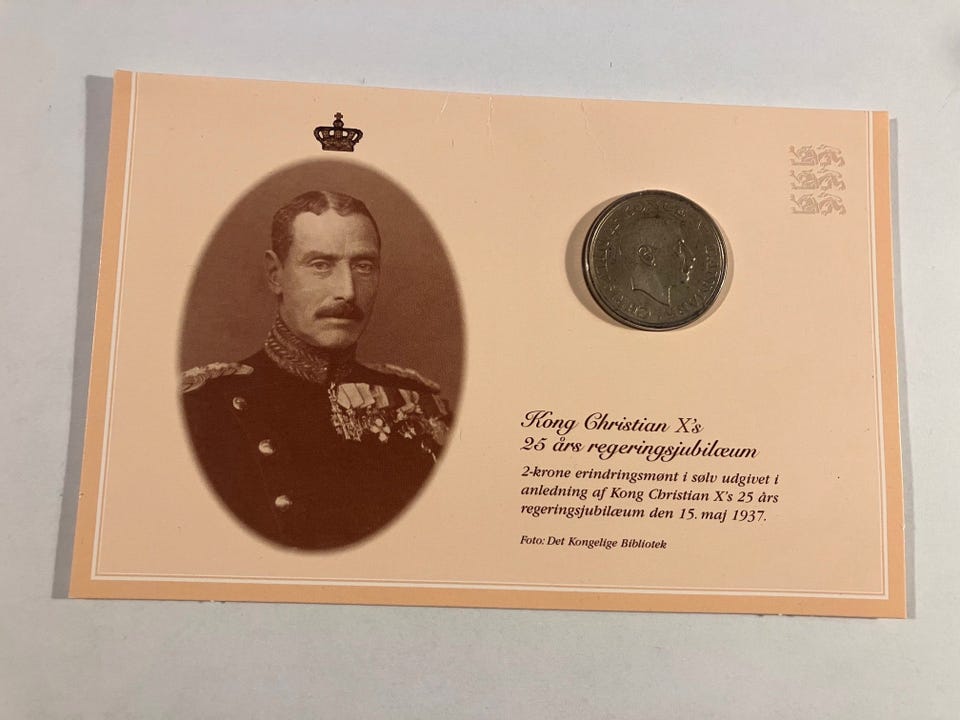 Kong Christian X's
25 års regeringsjubilæum
2-krone erindringsmønt i sølv udgivet i
anledning af Kong Christian X's 25 års
regeringsjubilæum den 15. maj 1937.
Foto: Det Kongelige Bibliotek